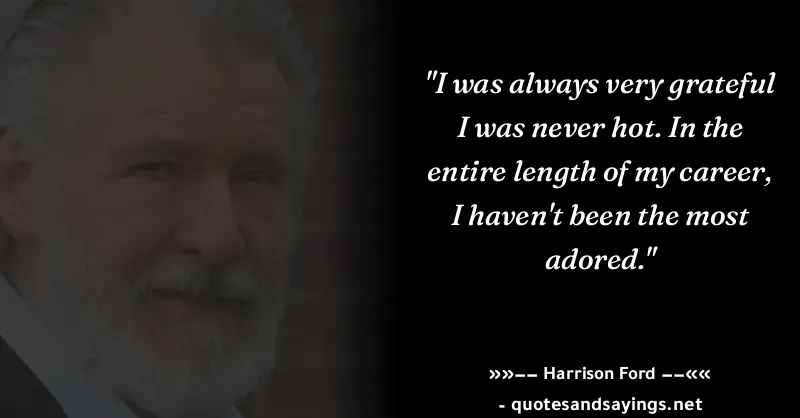 "I was always very grateful
I was never hot. In the
entire length of my career,
I haven't been the most
adored."
»»–– Harrison Ford ––««
- quotesandsayings.net